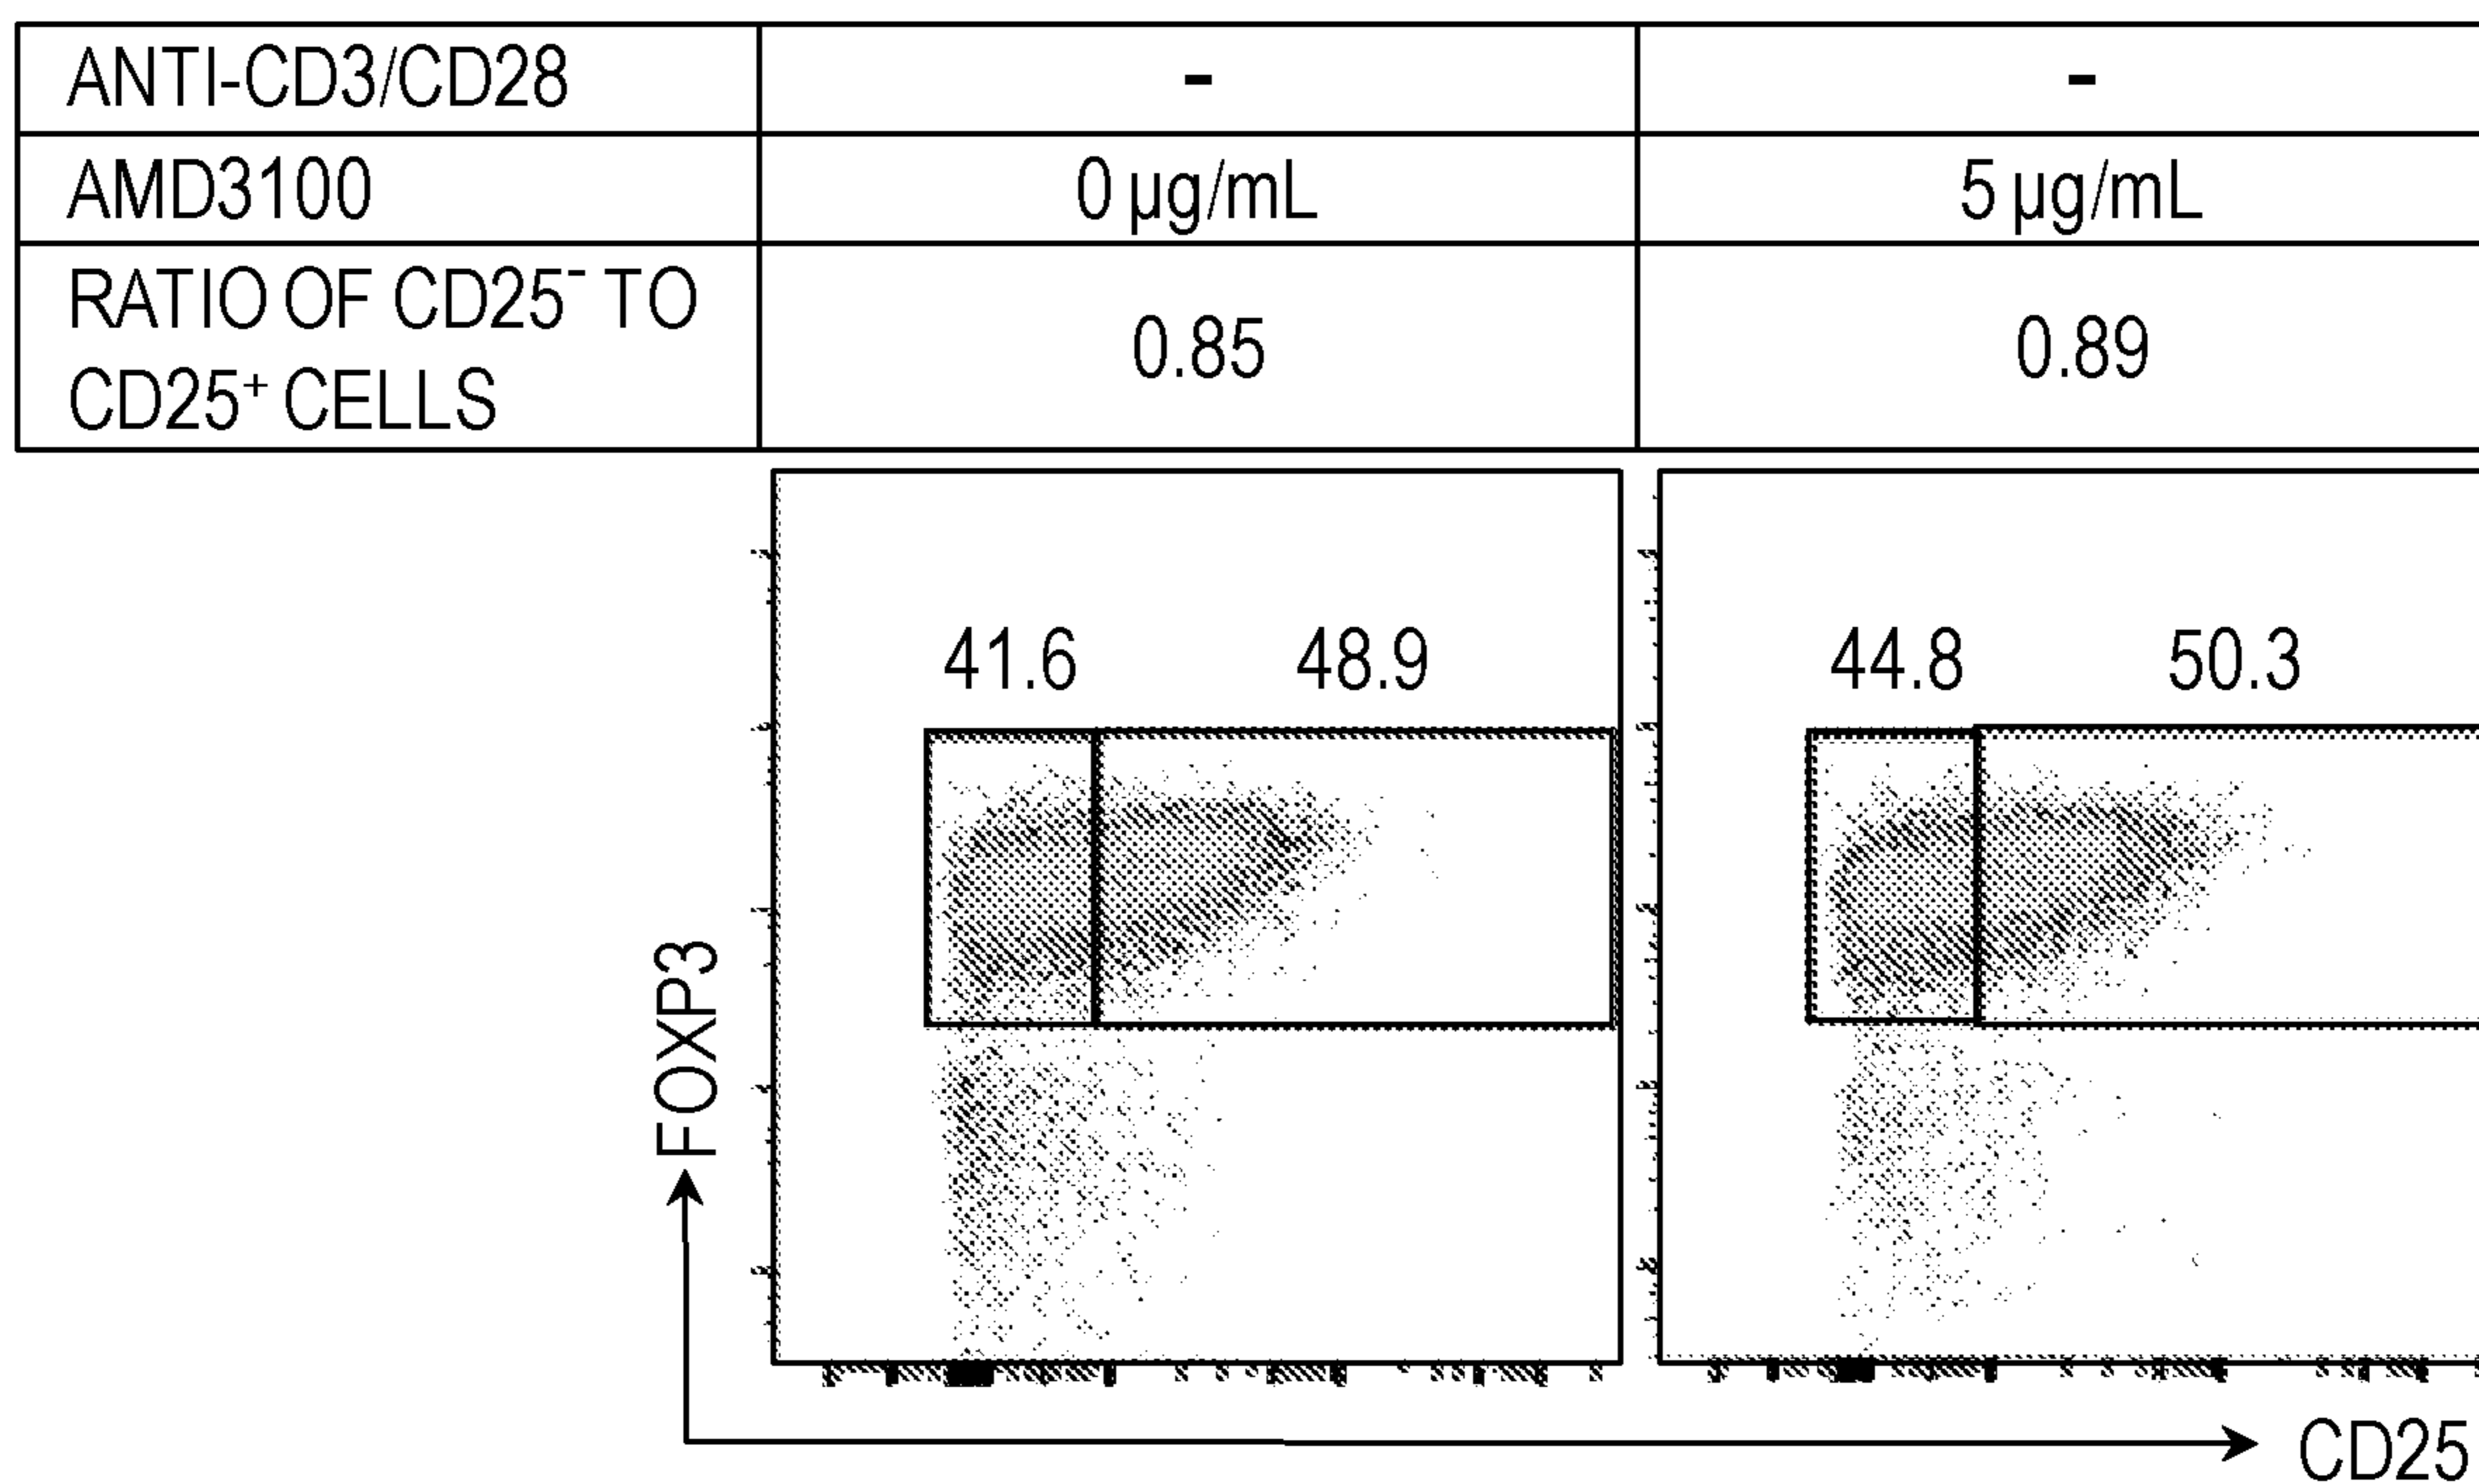 ANTI-CD3/CD28 - -
AMD3100 0 µg/mL 5 µg/mL
RATIO OF CD25⁻ TO
CD25⁺ CELLS 0.85 0.89
41.6 48.9 44.8 50.3
FOXP3
CD25